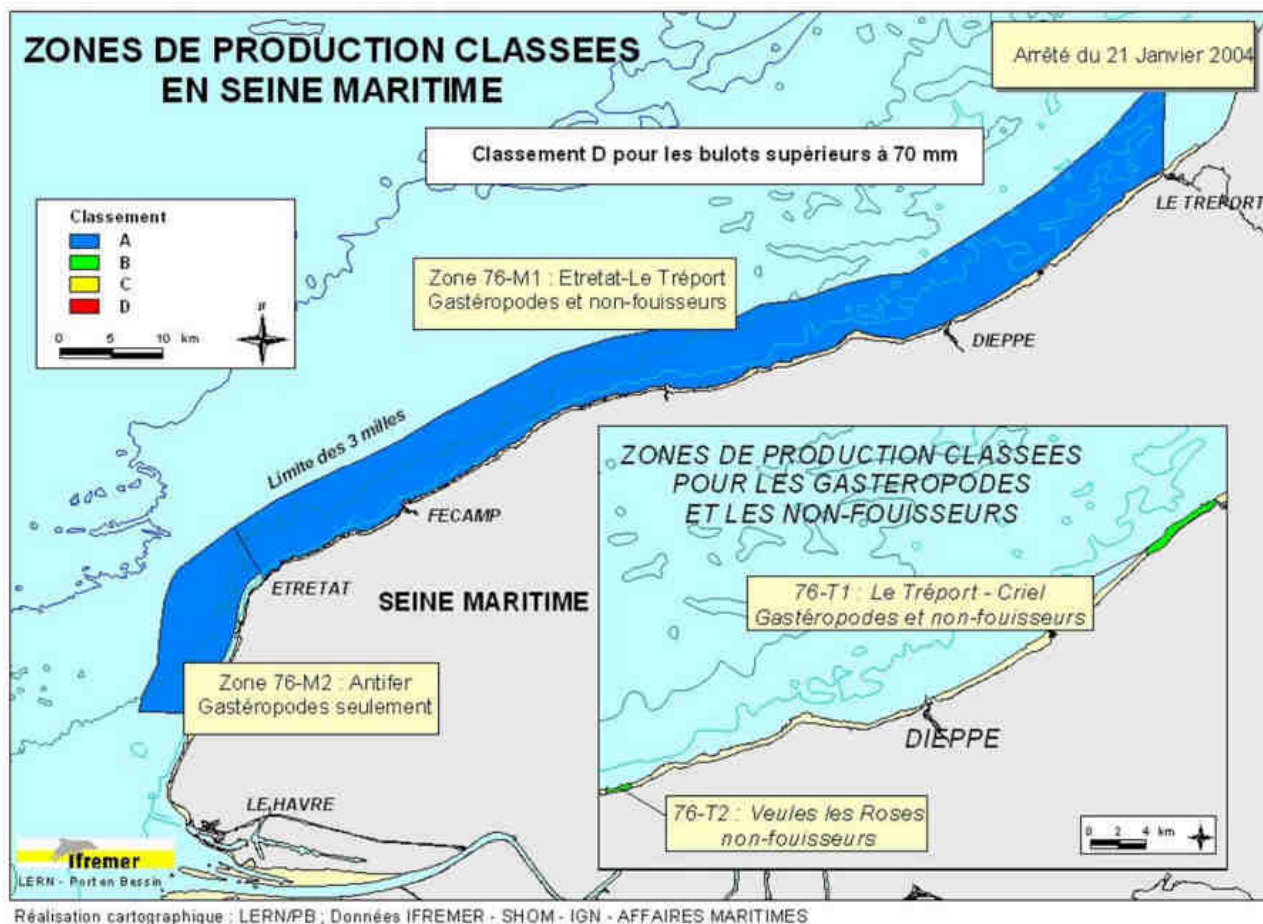 ZONES DE PRODUCTION CLASSEES
EN SEINE MARITIME
Arrêté du 21 Janvier 2004
Classement D pour les bulots supérieurs à 70 mm
Classement
A
B
C
D
N
0 5 10 km
LE TREPORT
Zone 76-M1 : Etretat-Le Tréport
Gastéropodes et non-fouisseurs
DIEPPE
Limite des 3 milles
FECAMP
ETRETAT
SEINE MARITIME
Zone 76-M2 : Antifer
Gastéropodes seulement
LE HAVRE
ZONES DE PRODUCTION CLASSEES
POUR LES GASTEROPODES
ET LES NON-FOUISSEURS
76-T1 : Le Tréport - Criel
Gastéropodes et non-fouisseurs
DIEPPE
76-T2 : Veules les Roses
non-fouisseurs
0 2 4 km
Ifremer
LERN - Port en Bessin
Réalisation cartographique : LERN/PB ; Données IFREMER - SHOM - IGN - AFFAIRES MARITIMES